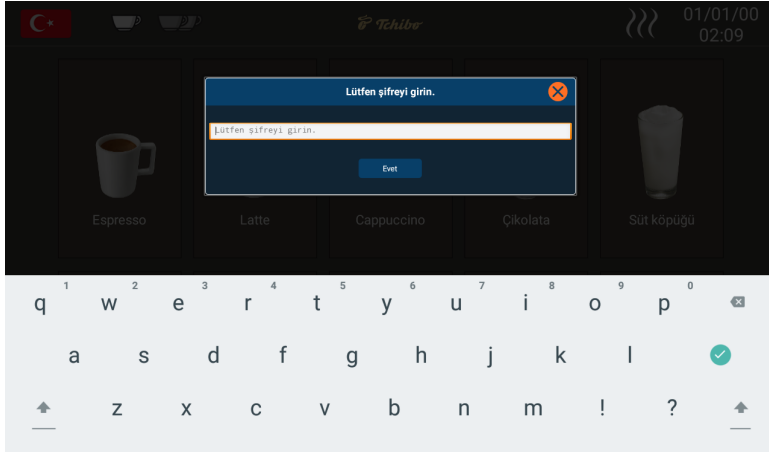 Tchibo
01/01/00
02:09
Lütfen şifreyi girin.
Lütfen şifreyi girin.
Evet
Espresso
Latte
Cappuccino
Çikolata
Süt köpüğü
1 2 3 4 5 6 7 8 9 0
q w e r t y u i o p
a s d f g h j k l
z x c v b n m ! ?